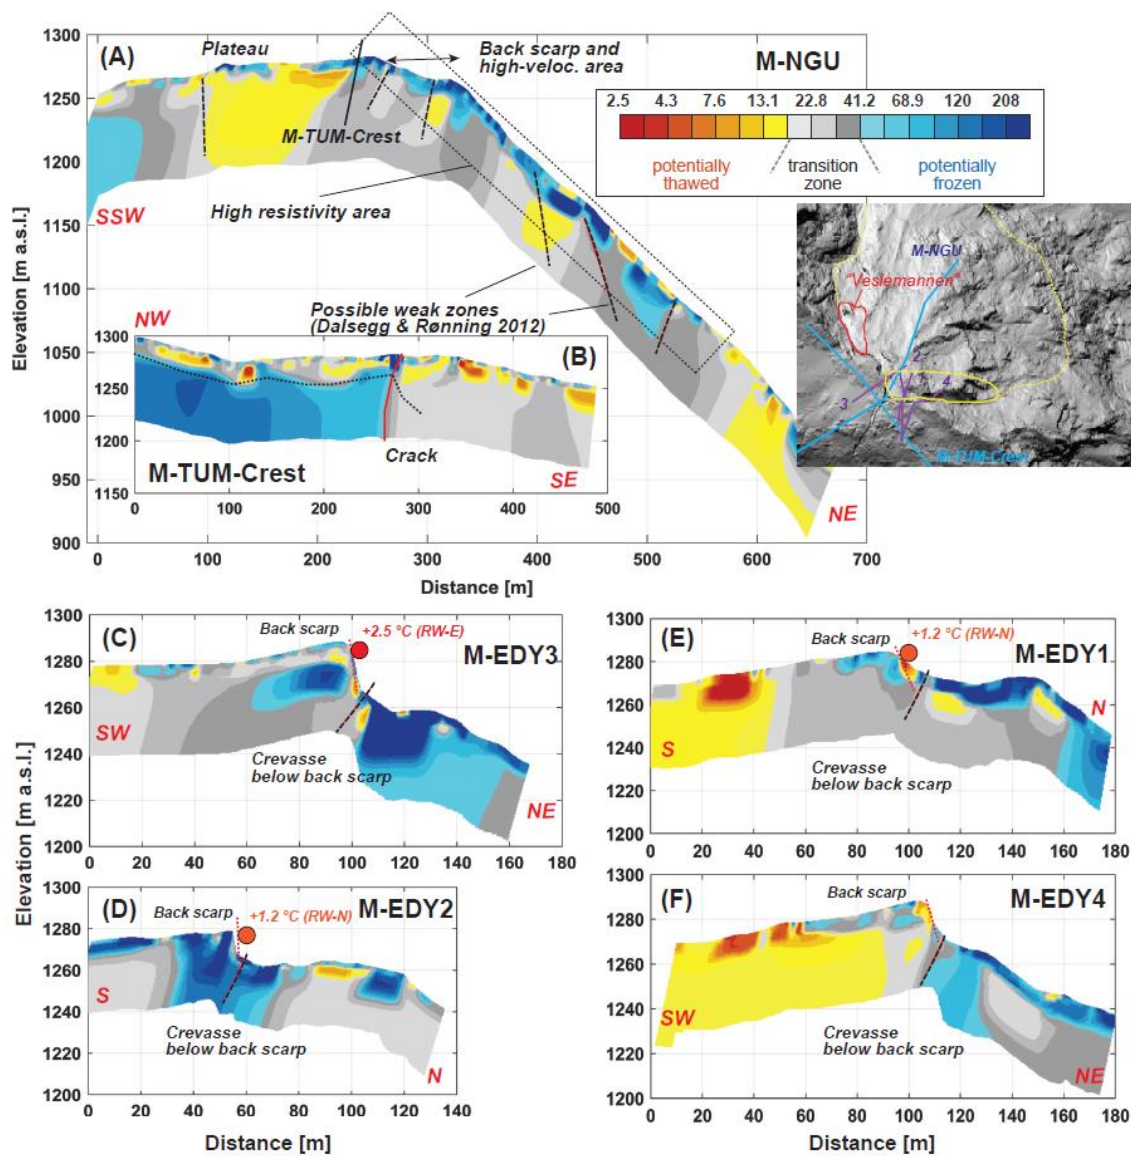 (A)
Plateau
Back scarp and
high-veloc. area
M-NGU
M-TUM-Crest
High resistivity area
SSW
Possible weak zones
(Dalsegg & Rønning 2012)
NE
1300
1250
1200
1150
1100
1050
1000
950
900
Elevation [m a.s.l.]
0 100 200 300 400 500 600 700
Distance [m]
2.5 4.3 7.6 13.1 22.8 41.2 68.9 120 208
potentially
thawed
transition
zone
potentially
frozen
M-NGU
"Veslemannen"
2
1
4
3
M-TUM-Crest
NW
(B)
1300
1250
1200
1150
Crack
M-TUM-Crest
SE
0 100 200 300 400 500
(C)
Back scarp
+2.5 °C (RW-E)
M-EDY3
SW
Crevasse
below back scarp
NE
1300
1280
1260
1240
1220
1200
0 20 40 60 80 100 120 140 160 180
(E)
Back scarp
+1.2 °C (RW-N)
M-EDY1
N
S
Crevasse
below back scarp
1300
1280
1260
1240
1220
1200
0 20 40 60 80 100 120 140 160 180
Elevation [m a.s.l.]
(D)
Back scarp
+1.2 °C (RW-N)
M-EDY2
S
Crevasse
below back scarp
N
1300
1280
1260
1240
1220
1200
0 20 40 60 80 100 120 140
Distance [m]
(F)
Back scarp
M-EDY4
SW
Crevasse
below back scarp
NE
1300
1280
1260
1240
1220
1200
0 20 40 60 80 100 120 140 160 180
Distance [m]